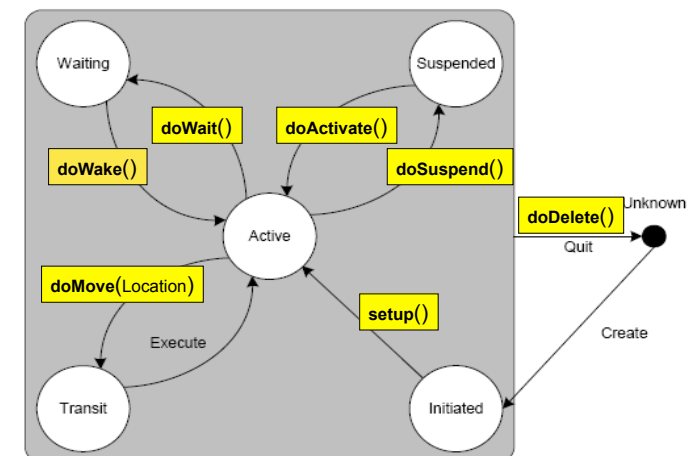 Waiting
Suspended
doWait()
doActivate()
doWake()
doSuspend()
Unknown
doDelete()
Active
Quit
doMove(Location)
setup()
Create
Execute
Transit
Initiated